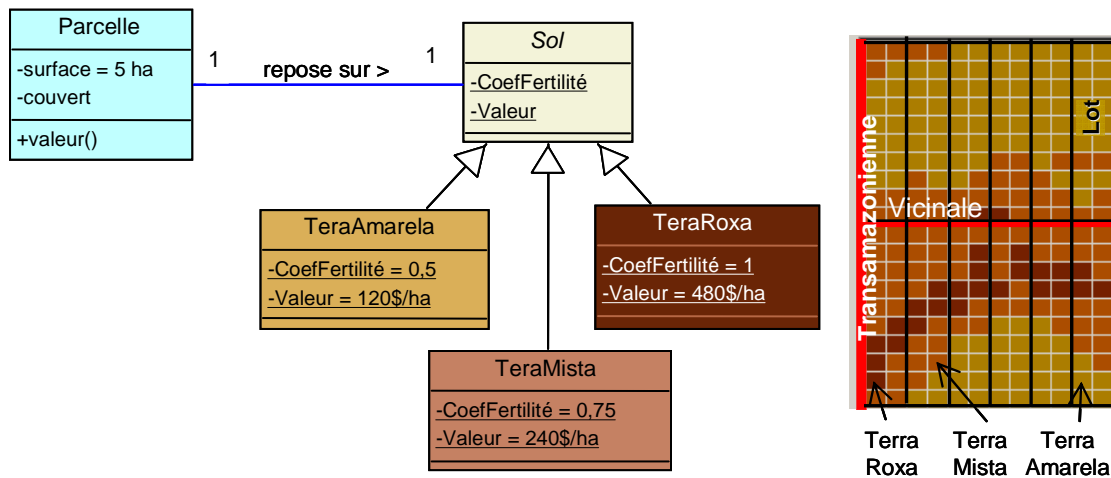 Parcelle
-surface = 5 ha
-couvert
+valeur()
1
repose sur >
1
Sol
-CoefFertilité
-Valeur
TeraAmarela
-CoefFertilité = 0,5
-Valeur = 120$/ha
TeraRoxa
-CoefFertilité = 1
-Valeur = 480$/ha
TeraMista
-CoefFertilité = 0,75
-Valeur = 240$/ha
Transamazonienne
Vicinale
Lot
Terra
Roxa
Terra
Mista
Terra
Amarela